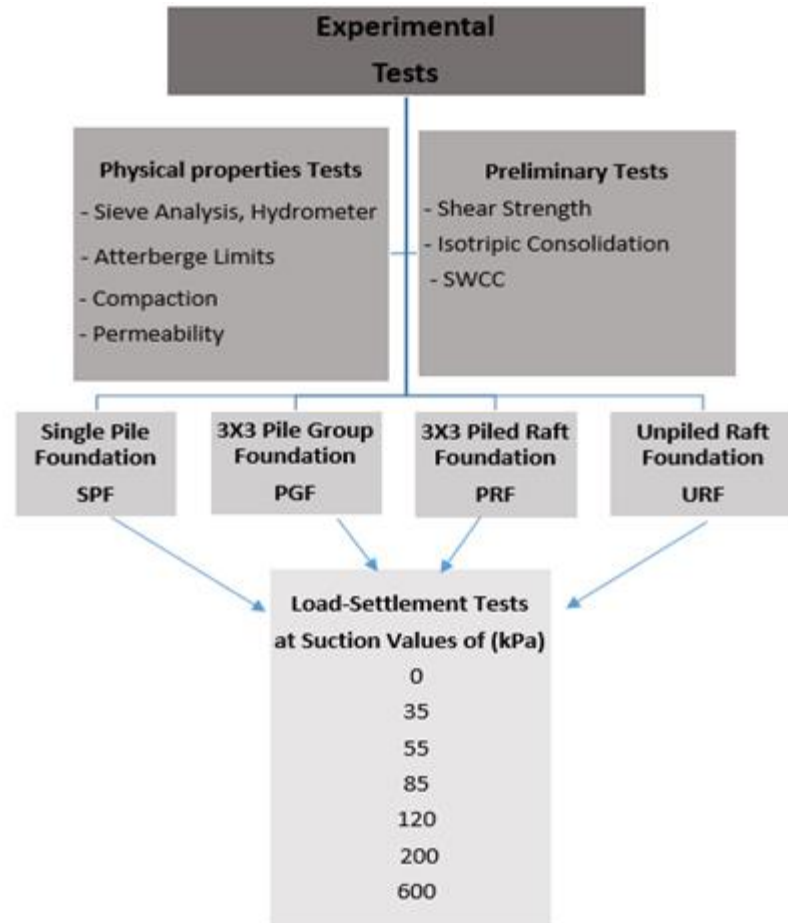 Experimental
Tests
Physical properties Tests
- Sieve Analysis, Hydrometer
- Atterberge Limits
- Compaction
- Permeability
Preliminary Tests
- Shear Strength
- Isotripic Consolidation
- SWCC
Single Pile
Foundation
SPF
3X3 Pile Group
Foundation
PGF
3X3 Piled Raft
Foundation
PRF
Unpiled Raft
Foundation
URF
Load-Settlement Tests
at Suction Values of (kPa)
0
35
55
85
120
200
600